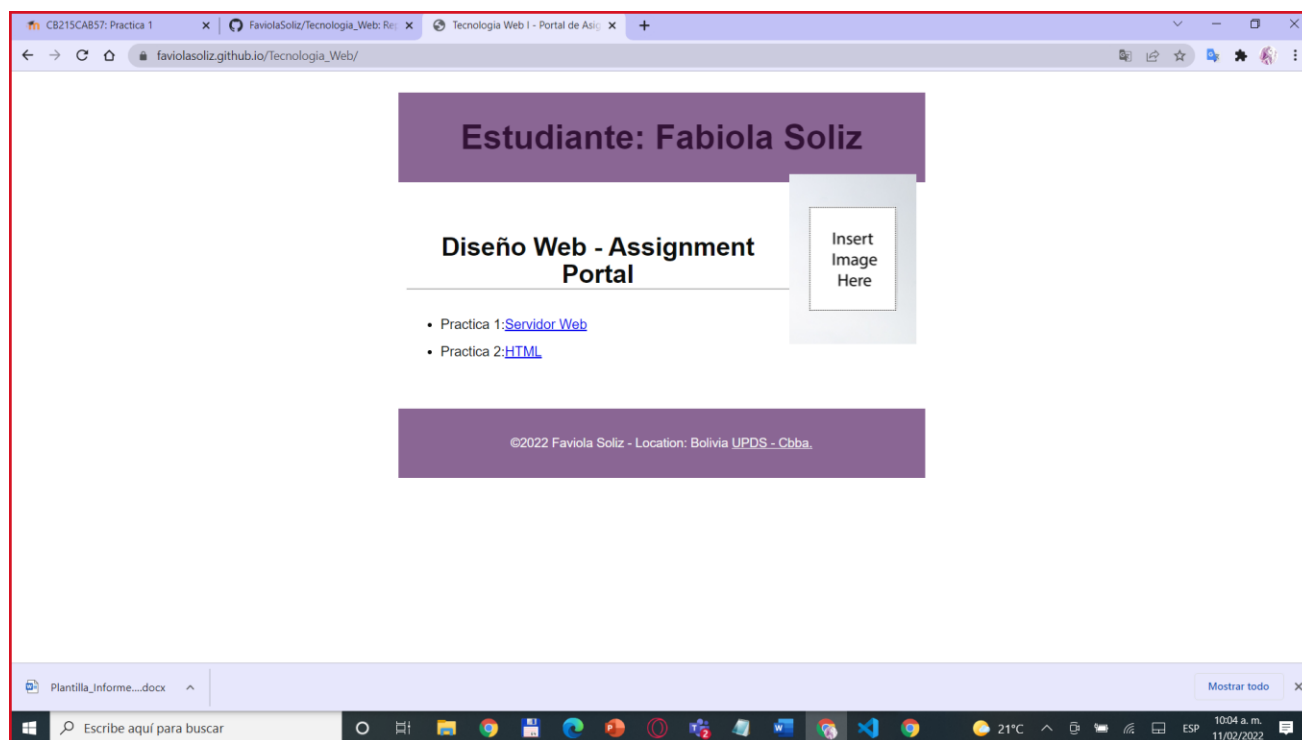 CB215CAB57: Practica 1
FaviolaSoliz/Tecnologia_Web: Re
Tecnologia Web I - Portal de Asig
faviolasoliz.github.io/Tecnologia_Web/
Estudiante: Fabiola Soliz
Diseño Web - Assignment
Portal
Insert
Image
Here
Practica 1:Servidor Web
Practica 2:HTML
©2022 Faviola Soliz - Location: Bolivia UPDS - Cbba.
Plantilla_Informe....docx
Mostrar todo
Escribe aquí para buscar
21°C
ESP
10:04 a. m.
11/02/2022